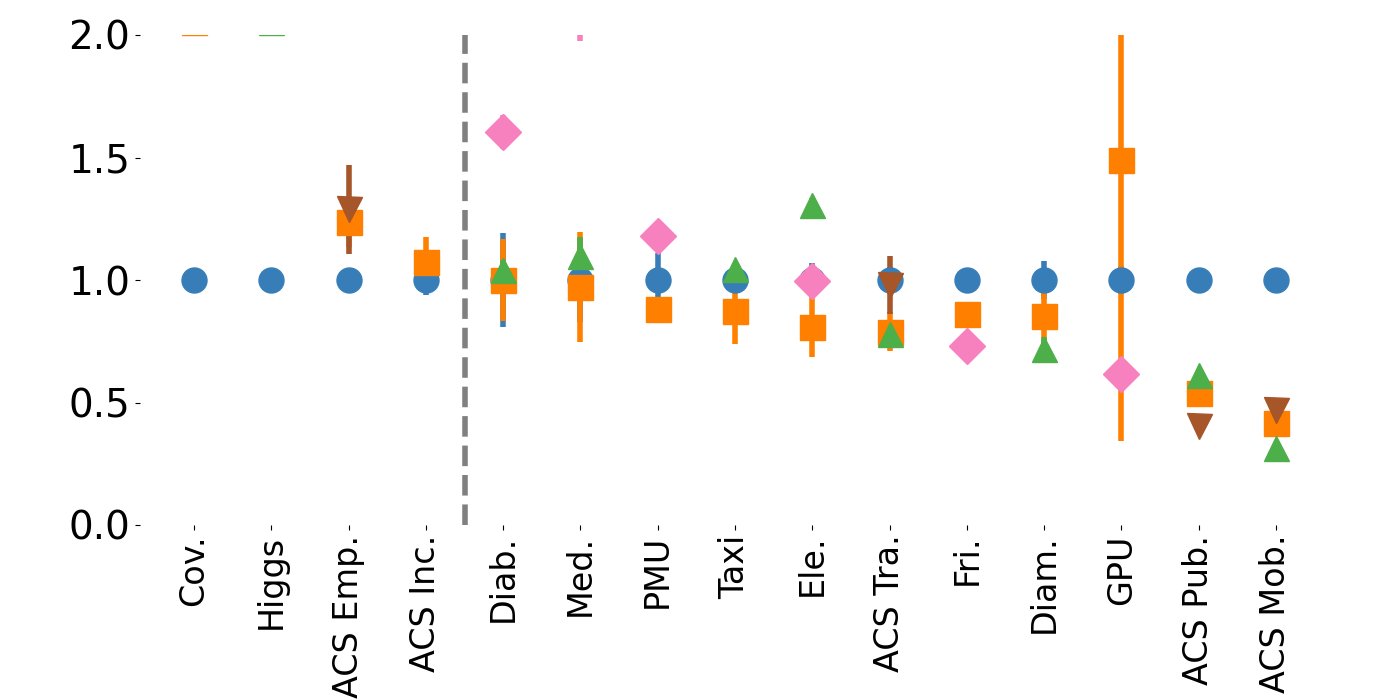 2.0
1.5
1.0
0.5
0.0
Cov.
Higgs
ACS Emp.
ACS Inc.
Diab.
Med.
PMU
Taxi
Ele.
ACS Tra.
Fri.
Diam.
GPU
ACS Pub.
ACS Mob.